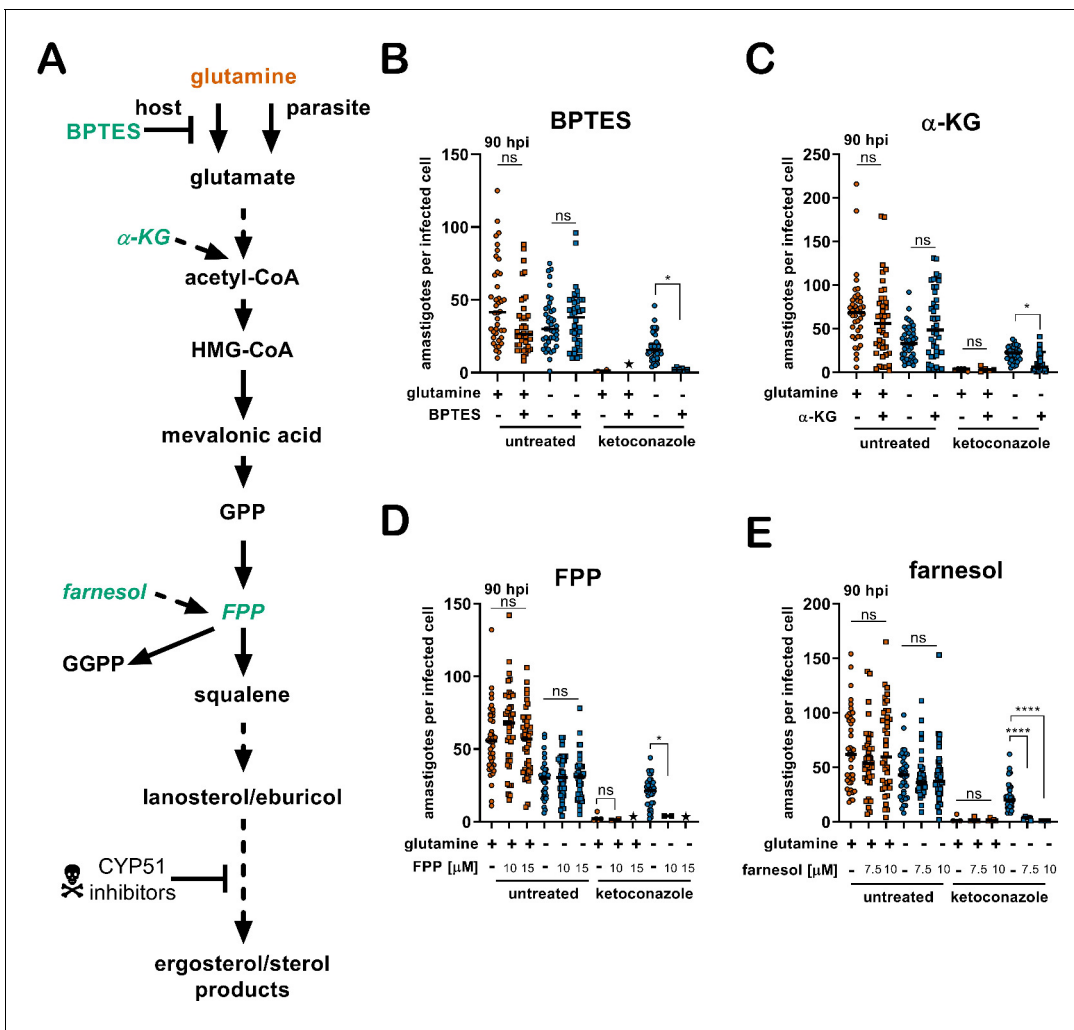 A
glutamine
host
parasite
BPTES
glutamate
α-KG
acetyl-CoA
HMG-CoA
mevalonic acid
GPP
farnesol
FPP
GGPP
squalene
lanosterol/eburicol
CYP51
inhibitors
ergosterol/sterol
products
B
BPTES
90 hpi
ns
ns
*
amastigotes per infected cell
150
100
50
0
glutamine + + - - + + - -
BPTES - + - + - + - +
untreated ketoconazole
C
α-KG
90 hpi
ns
ns
ns
*
amastigotes per infected cell
250
200
150
100
50
0
glutamine + + - - + + - -
α-KG - + - + - + - +
untreated ketoconazole
D
FPP
90 hpi
ns
ns
ns
*
amastigotes per infected cell
150
100
50
0
glutamine + + + - - - + + + - - -
FPP [μM] - 10 15 - 10 15 - 10 15 - 10 15
untreated ketoconazole
E
farnesol
90 hpi
ns
ns
ns
****
****
amastigotes per infected cell
200
150
100
50
0
glutamine + + + - - - + + + - - -
farnesol [μM] - 7.5 10 - 7.5 10 - 7.5 10 - 7.5 10
untreated ketoconazole